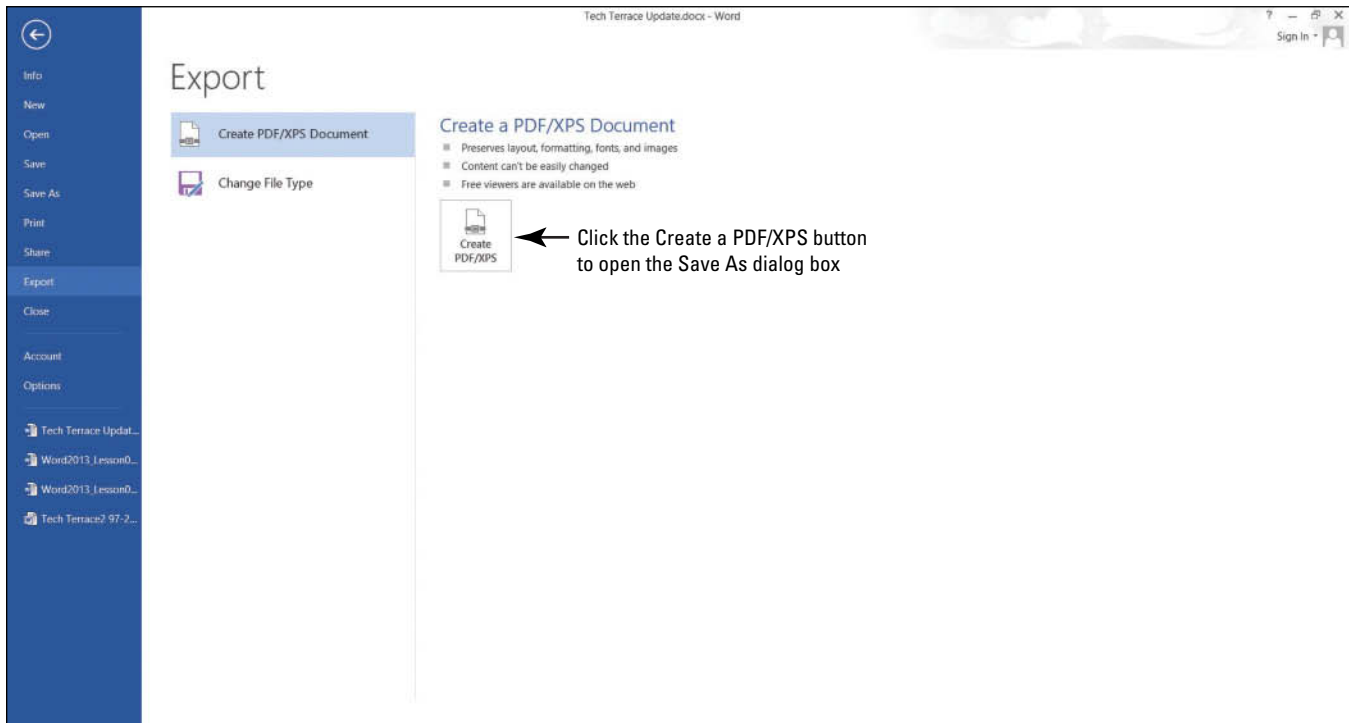 Tech Terrace Update.docx - Word
?
Sign In
Info
New
Open
Save
Save As
Print
Share
Export
Close
Account
Options
Tech Terrace Updat...
Word2013_Lesson0...
Word2013_Lesson0...
Tech Terrace2 97-2...
Export
Create PDF/XPS Document
Change File Type
Create a PDF/XPS Document
Preserves layout, formatting, fonts, and images
Content can't be easily changed
Free viewers are available on the web
Create
PDF/XPS
Click the Create a PDF/XPS button
to open the Save As dialog box